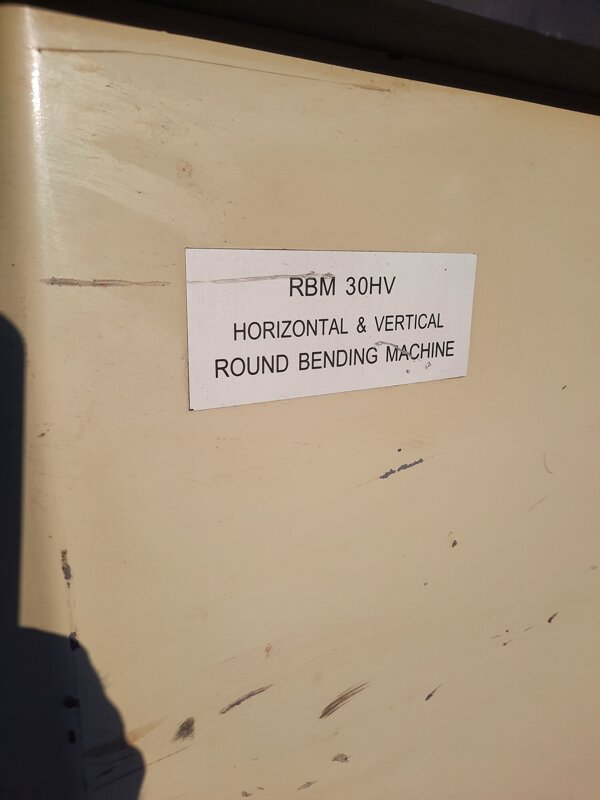 RBM 30HV
HORIZONTAL & VERTICAL
ROUND BENDING MACHINE